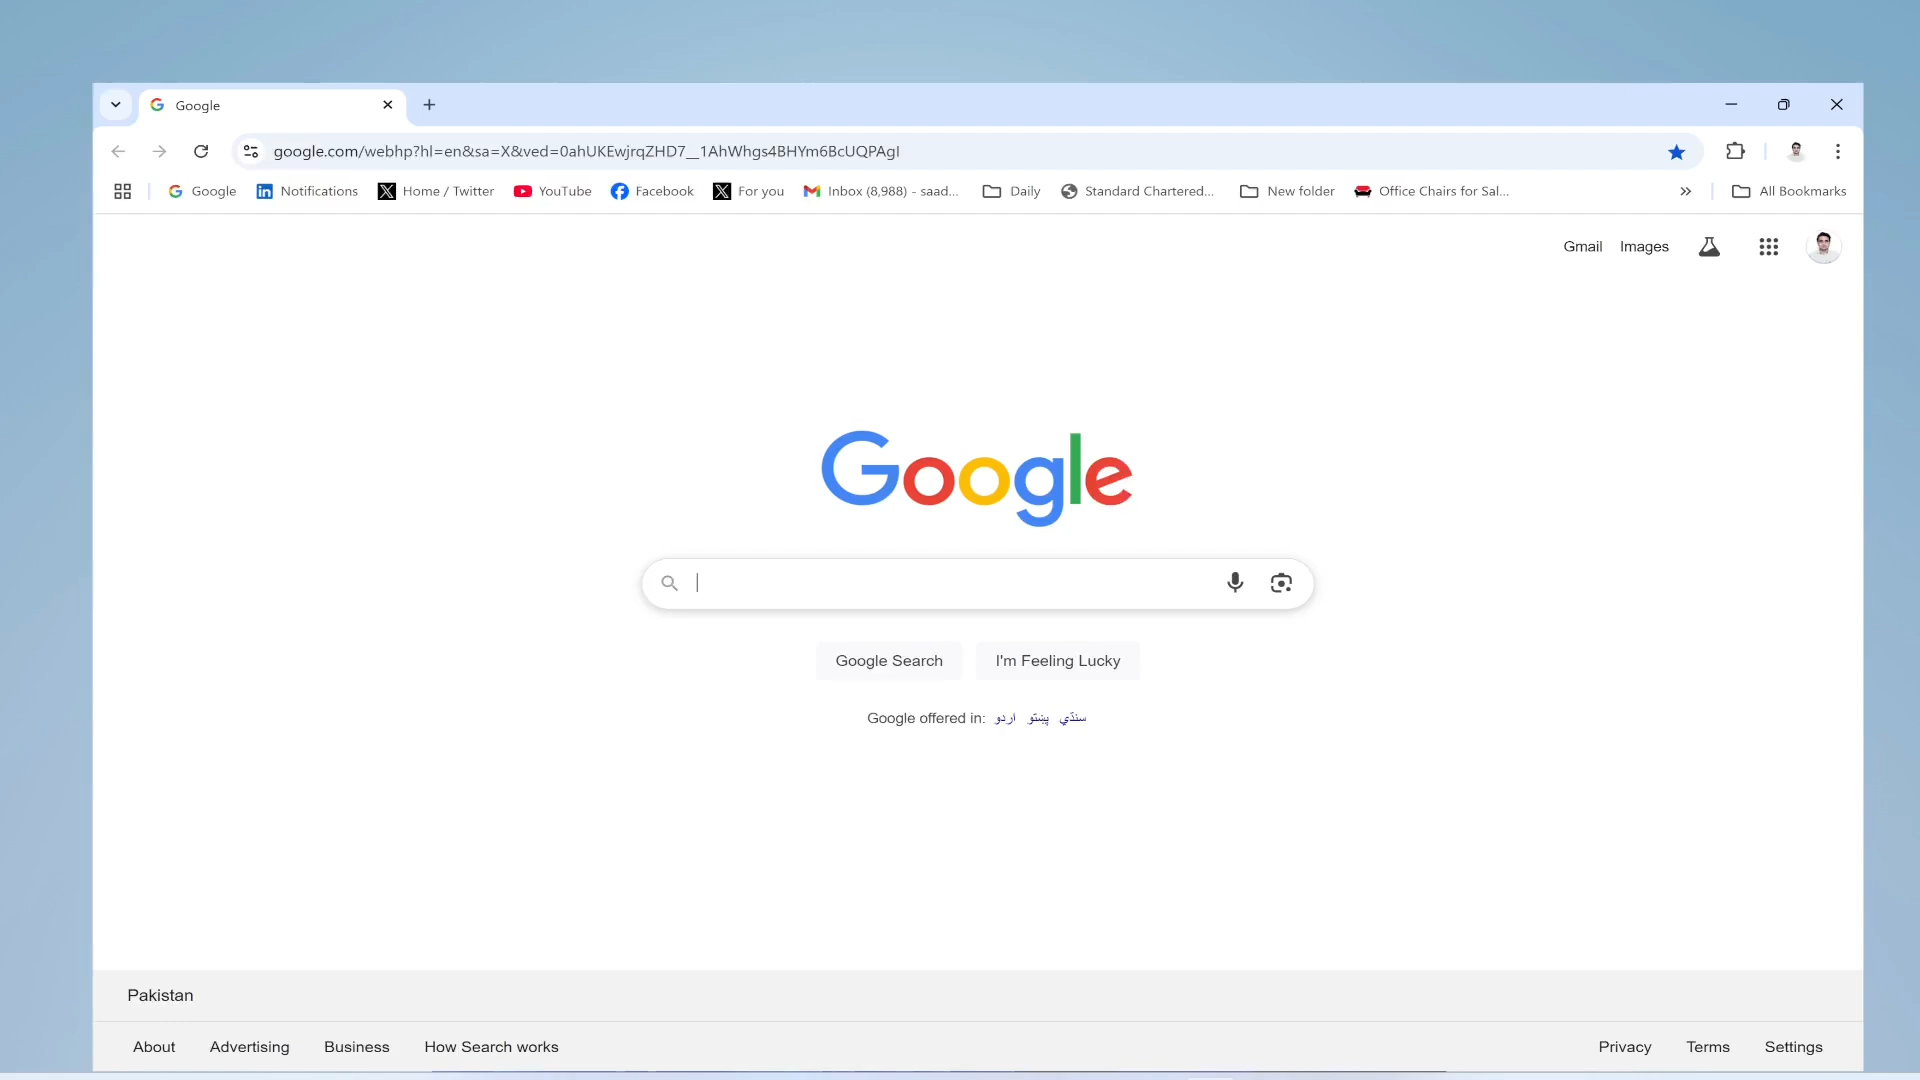 Google
google.com/webhp?hl=en&sa=X&ved=0ahUKEwjrqZHD7__1AhWhgs4BHYm6BcUQPAgI
Google Notifications Home / Twitter YouTube Facebook For you Inbox (8,988) - saad... Daily Standard Chartered... New folder Office Chairs for Sal... All Bookmarks
Gmail Images
Google
Google Search I'm Feeling Lucky
Google offered in: اردو پښتو سنڌي
Pakistan
About Advertising Business How Search works Privacy Terms Settings